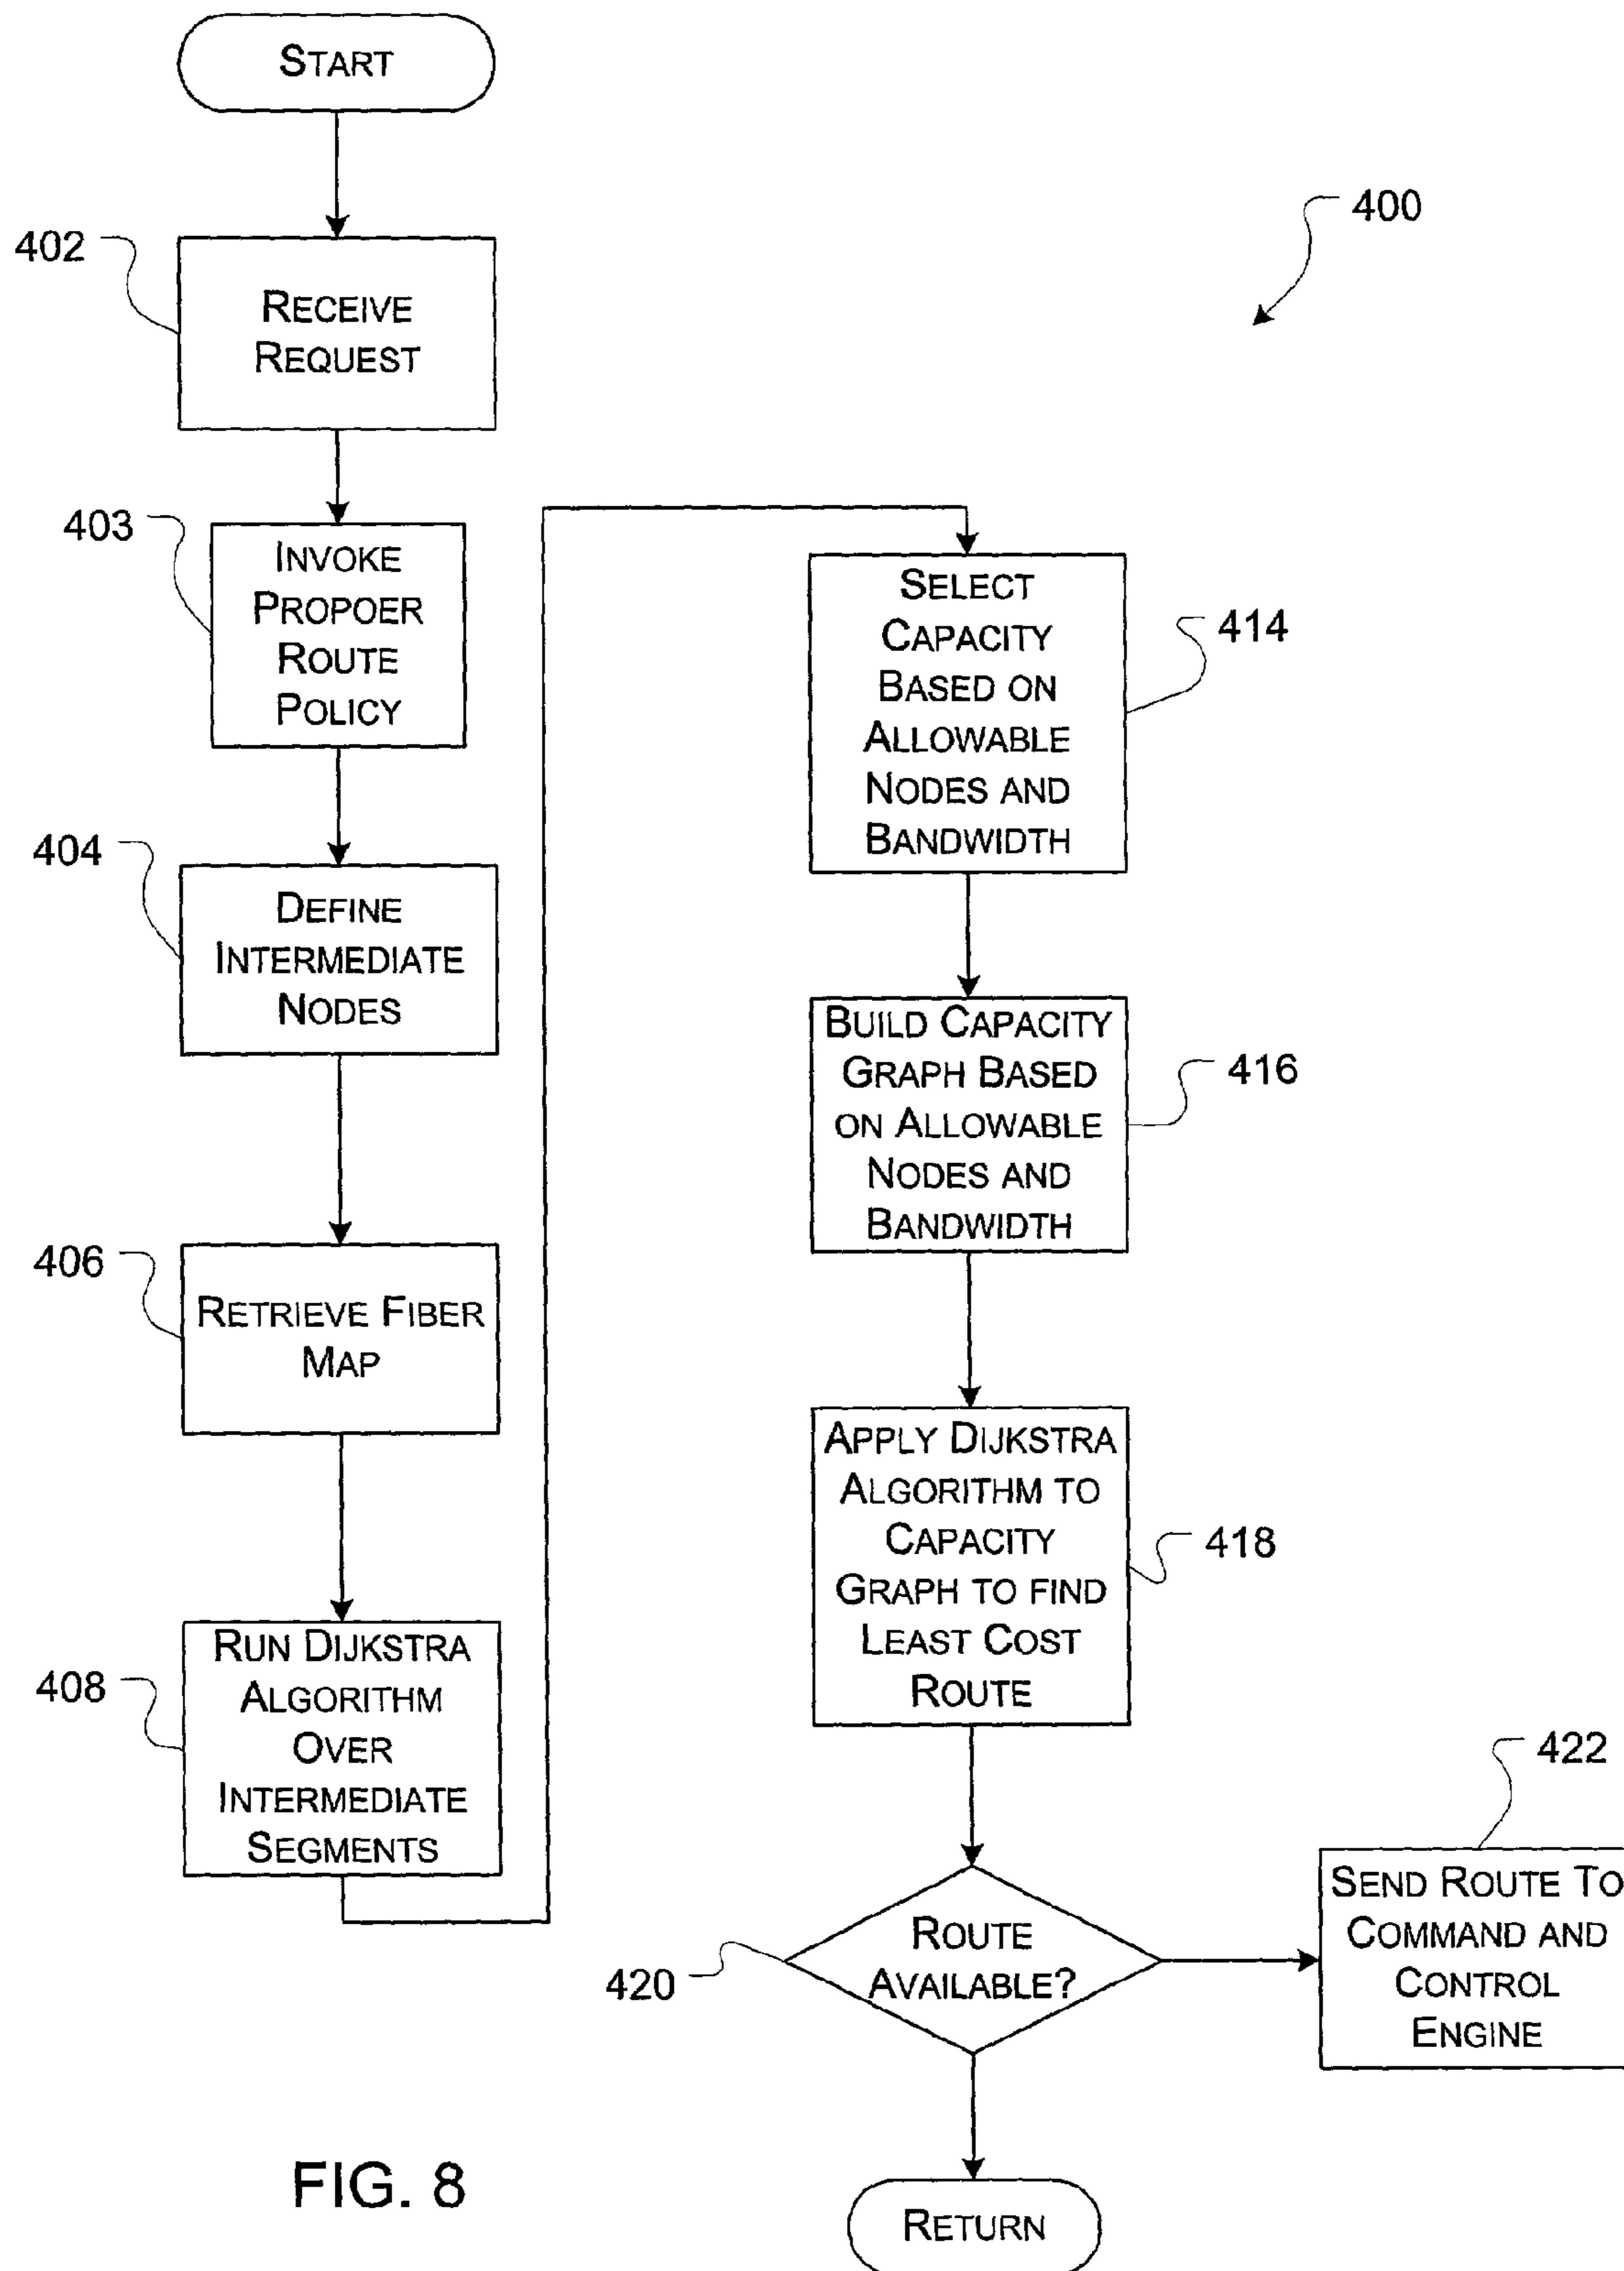 START
400
402
RECEIVE
REQUEST
403
INVOKE
PROPOER
ROUTE
POLICY
404
DEFINE
INTERMEDIATE
NODES
406
RETRIEVE FIBER
MAP
408
RUN DIJKSTRA
ALGORITHM
OVER
INTERMEDIATE
SEGMENTS
SELECT
CAPACITY
BASED ON
ALLOWABLE
NODES AND
BANDWIDTH
414
BUILD CAPACITY
GRAPH BASED
ON ALLOWABLE
NODES AND
BANDWIDTH
416
APPLY DIJKSTRA
ALGORITHM TO
CAPACITY
GRAPH TO FIND
LEAST COST
ROUTE
418
420
ROUTE
AVAILABLE?
422
SEND ROUTE TO
COMMAND AND
CONTROL
ENGINE
RETURN
FIG. 8